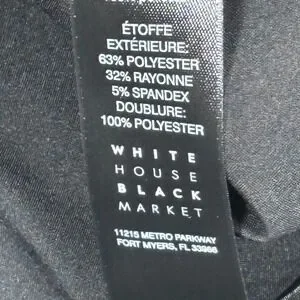 ÉTOFFE
EXTÉRIEURE:
63% POLYESTER
32% RAYONNE
5% SPANDEX
DOUBLURE:
100% POLYESTER
WHITE
HOUSE
BLACK
MARKET
11215 METRO PARKWAY
FORT MYERS, FL 33966